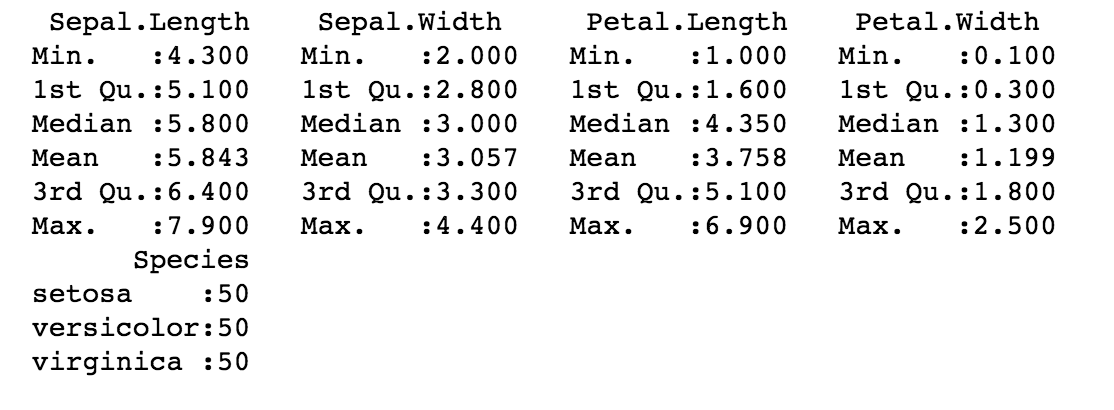 Sepal.Length Sepal.Width Petal.Length Petal.Width
Min. :4.300 Min. :2.000 Min. :1.000 Min. :0.100
1st Qu.:5.100 1st Qu.:2.800 1st Qu.:1.600 1st Qu.:0.300
Median :5.800 Median :3.000 Median :4.350 Median :1.300
Mean :5.843 Mean :3.057 Mean :3.758 Mean :1.199
3rd Qu.:6.400 3rd Qu.:3.300 3rd Qu.:5.100 3rd Qu.:1.800
Max. :7.900 Max. :4.400 Max. :6.900 Max. :2.500
Species
setosa :50
versicolor:50
virginica :50